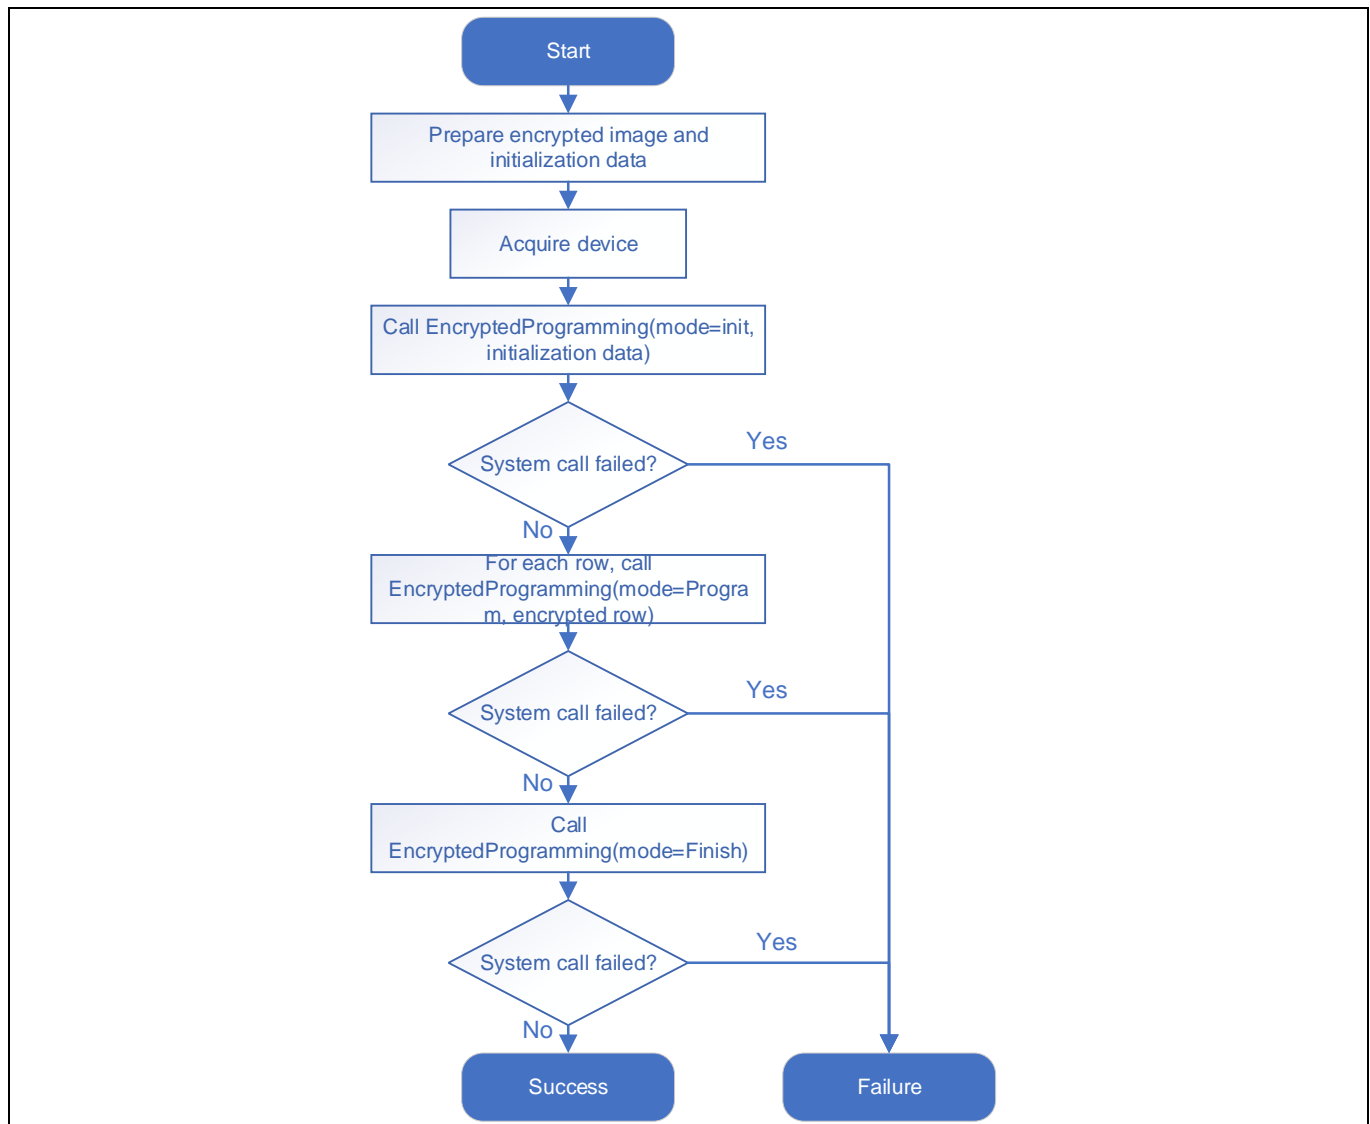 Start
Prepare encrypted image and
initialization data
Acquire device
Call EncryptedProgramming(mode=init,
initialization data)
System call failed?
Yes
No
For each row, call
EncryptedProgramming(mode=Progra
m, encrypted row)
System call failed?
Yes
No
Call
EncryptedProgramming(mode=Finish)
System call failed?
Yes
No
Success
Failure